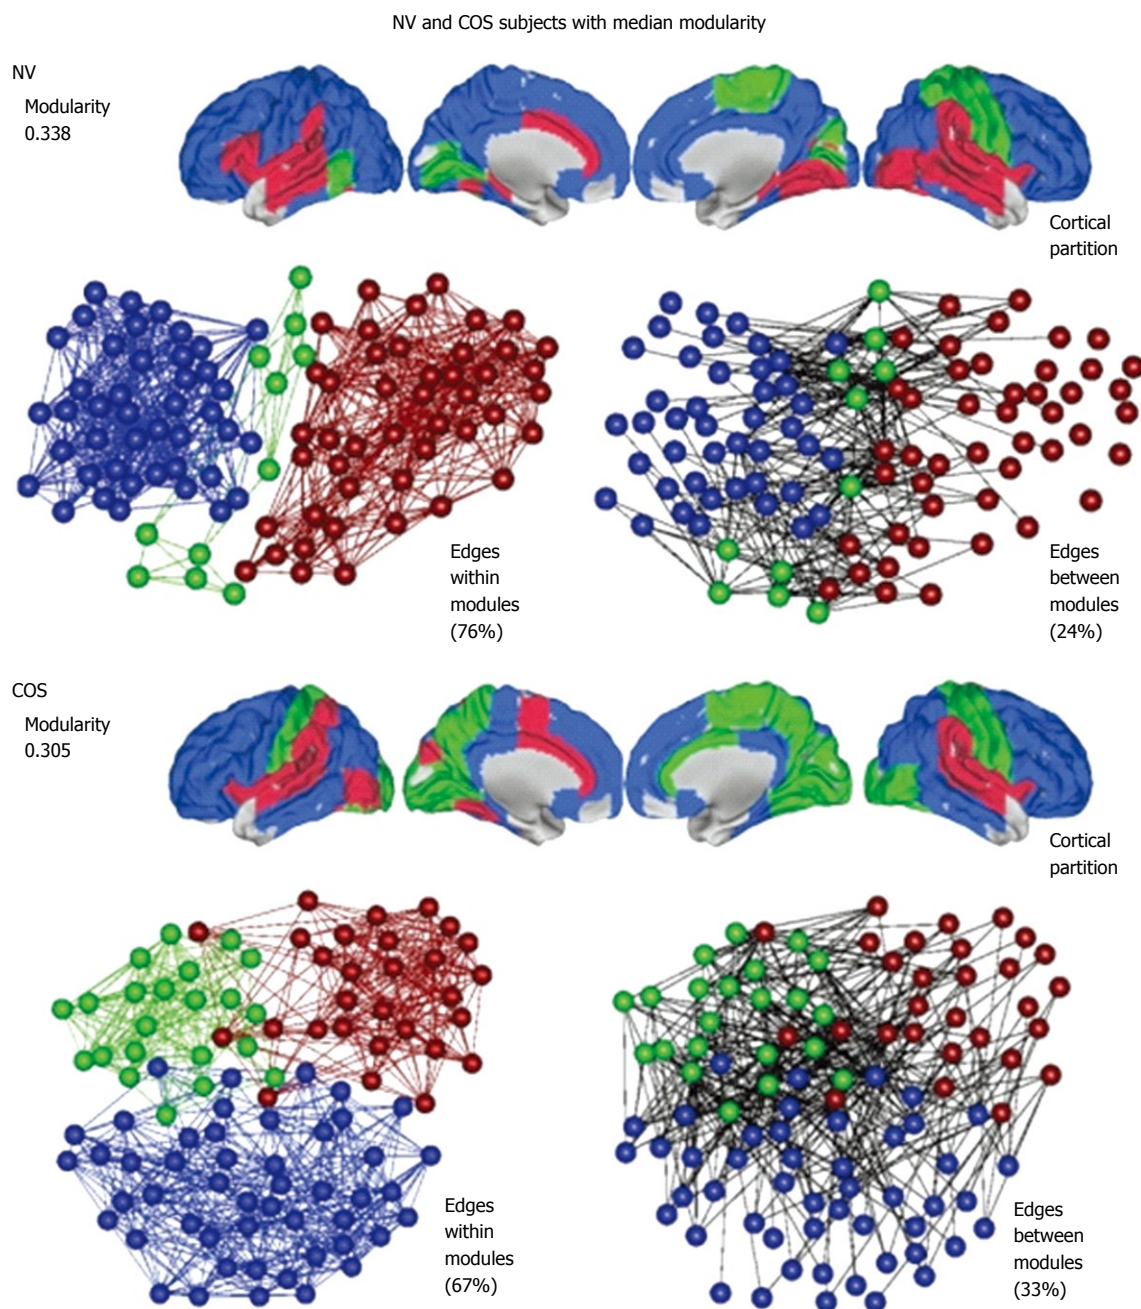 NV and COS subjects with median modularity
NV
Modularity
0.338
Cortical
partition
Edges
within
modules
(76%)
Edges
between
modules
(24%)
COS
Modularity
0.305
Cortical
partition
Edges
within
modules
(67%)
Edges
between
modules
(33%)